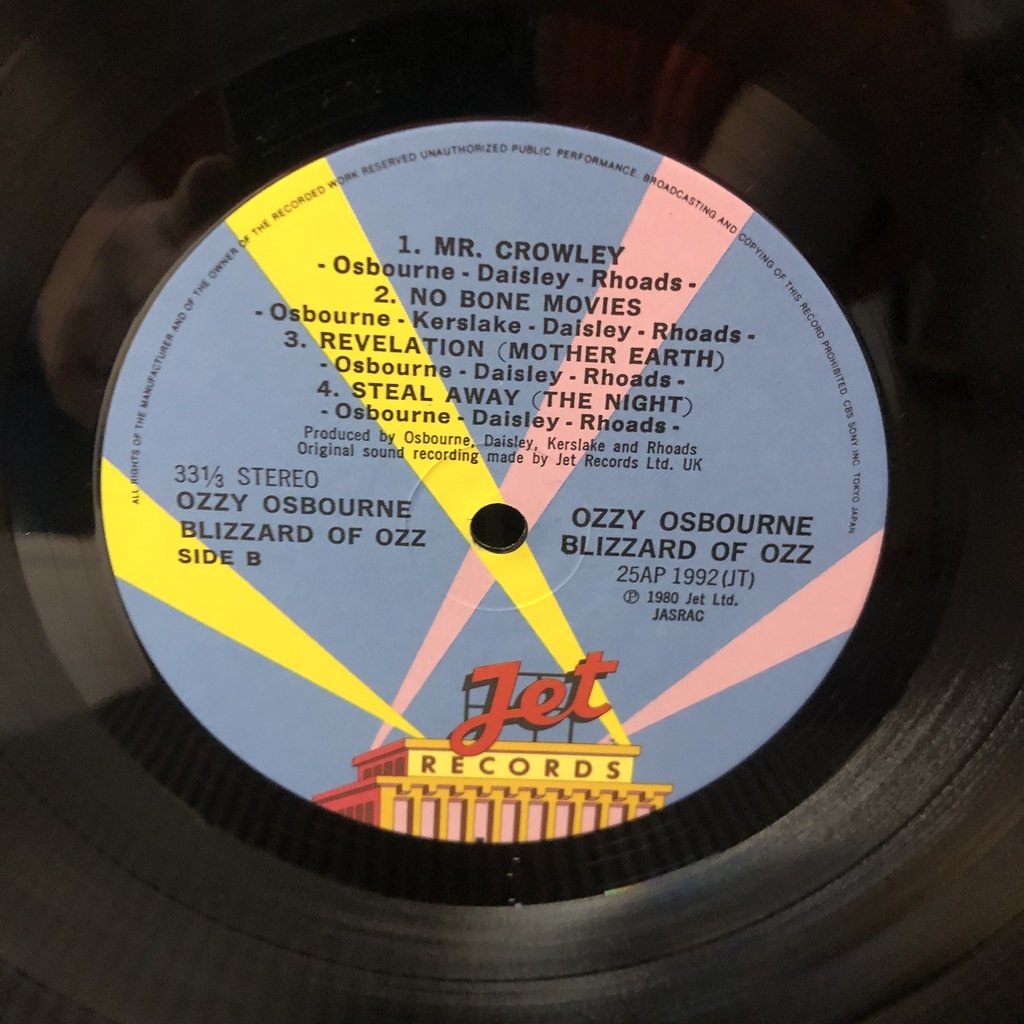 ALL RIGHTS OF THE MANUFACTURER AND OF THE OWNER OF THE RECORDED WORK RESERVED UNAUTHORIZED PUBLIC PERFORMANCE. BROADCASTING AND COPYING OF THIS RECORD PROHIBITED. CBS SONY INC. TOKYO JAPAN
1. MR. CROWLEY
- Osbourne - Daisley - Rhoads -
2. NO BONE MOVIES
- Osbourne - Kerslake - Daisley - Rhoads -
3. REVELATION (MOTHER EARTH)
- Osbourne - Daisley - Rhoads -
4. STEAL AWAY (THE NIGHT)
- Osbourne - Daisley - Rhoads -
Produced by Osbourne, Daisley, Kerslake and Rhoads
Original sound recording made by Jet Records Ltd. UK
33⅓ STEREO
OZZY OSBOURNE
BLIZZARD OF OZZ
SIDE B
OZZY OSBOURNE
BLIZZARD OF OZZ
25AP 1992(JT)
℗ 1980 Jet Ltd.
JASRAC
Jet
RECORDS